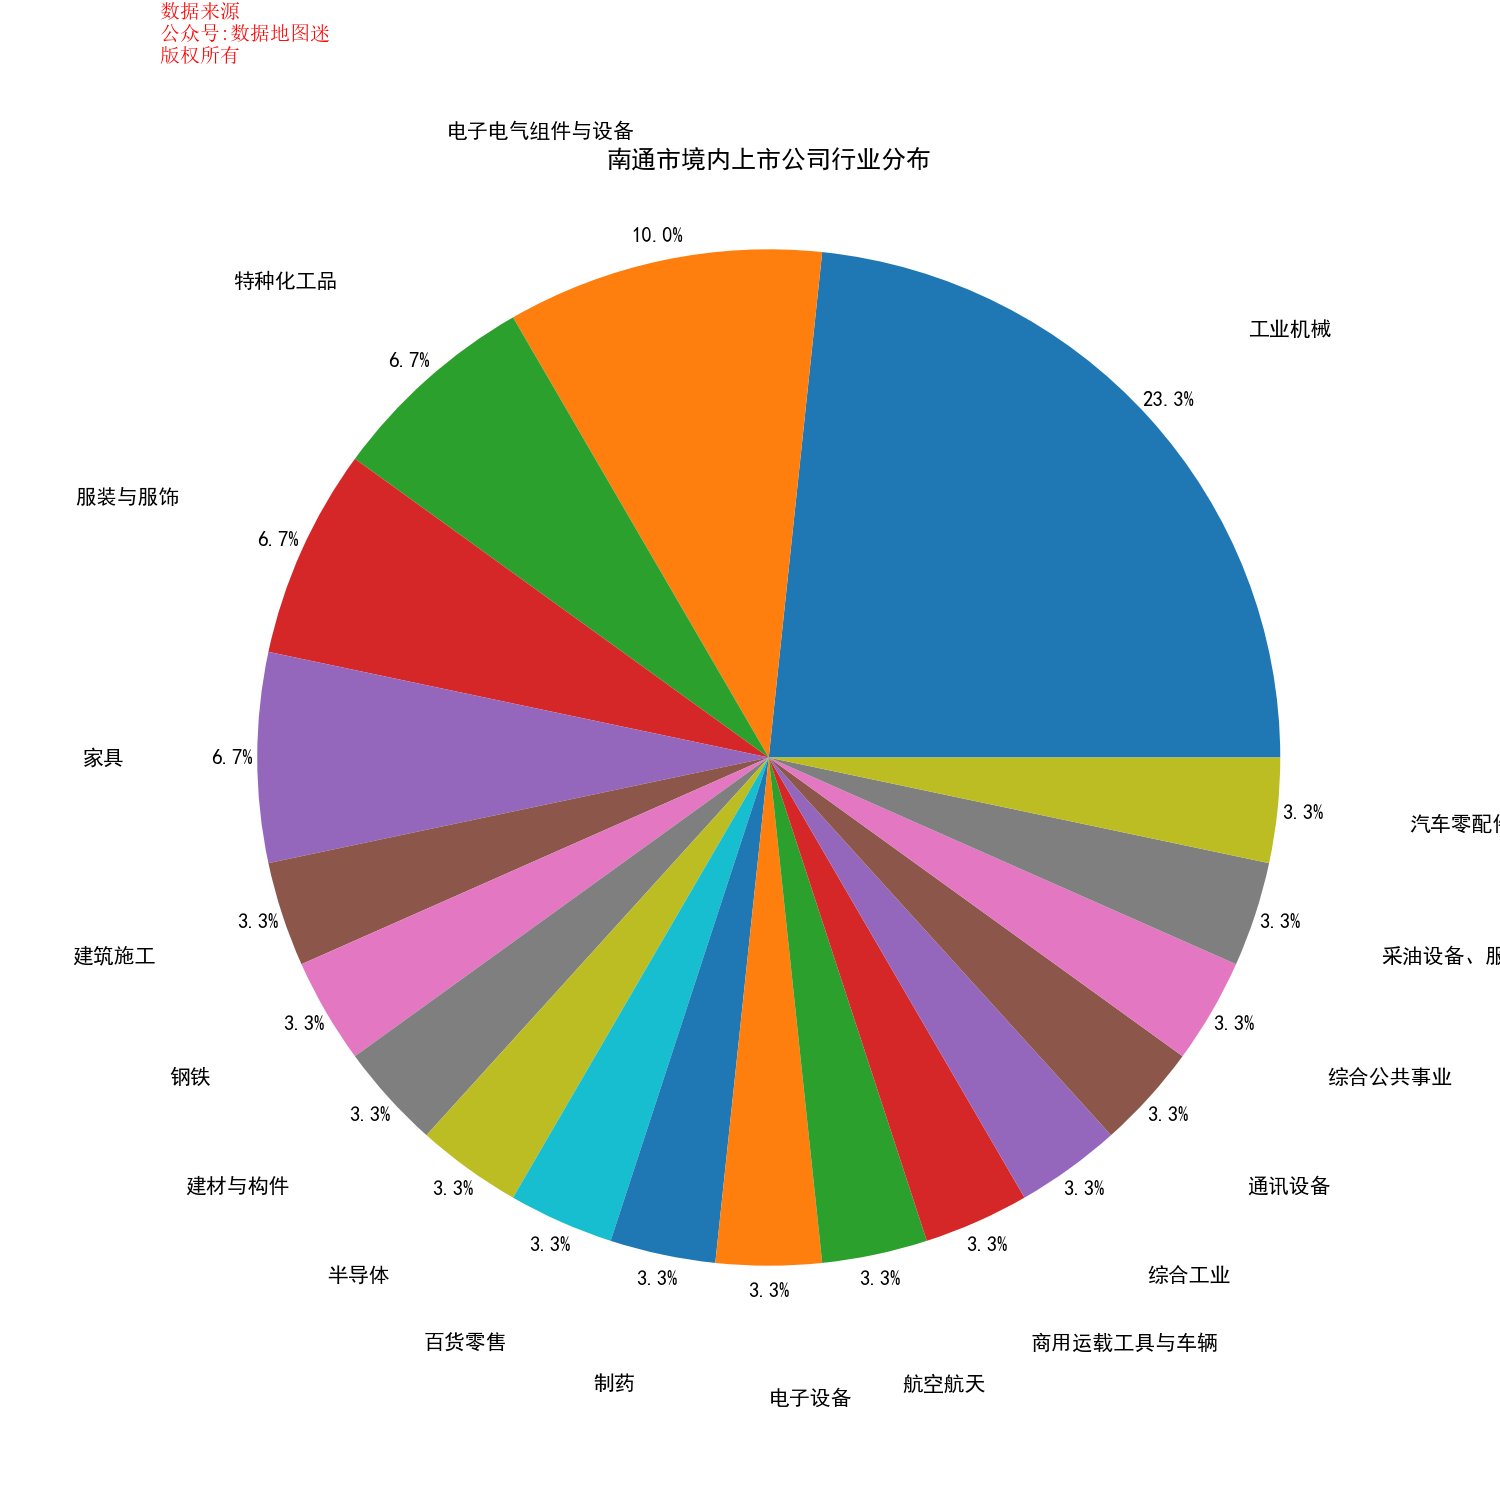 数据来源
公众号:数据地图迷
版权所有
电子电气组件与设备
南通市境内上市公司行业分布
10.0%
特种化工品
工业机械
6.7%
23.3%
服装与服饰
6.7%
家具
6.7%
3.3%
汽车零配件
3.3%
3.3%
建筑施工
采油设备、服
3.3%
3.3%
钢铁
综合公共事业
3.3%
3.3%
建材与构件
3.3%
3.3%
通讯设备
3.3%
3.3%
半导体
3.3%
3.3%
3.3%
综合工业
百货零售
商用运载工具与车辆
制药
航空航天
电子设备